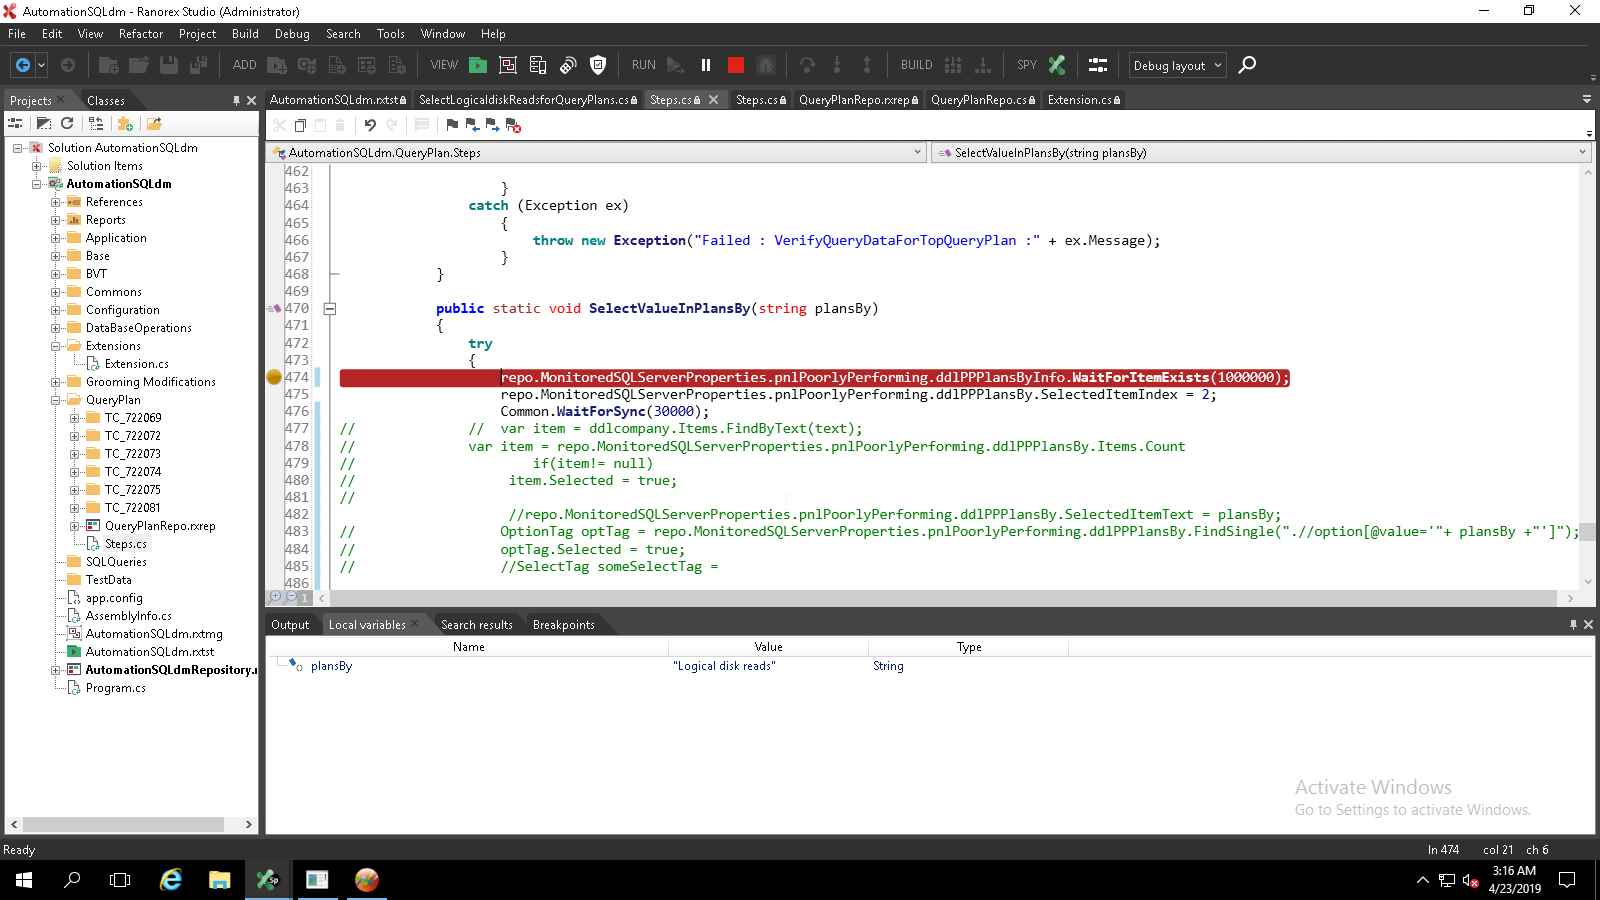 AutomationSQLdm - Ranorex Studio (Administrator)
File Edit View Refactor Project Build Debug Search Tools Window Help
ADD VIEW RUN BUILD SPY Debug layout
Projects Classes
AutomationSQLdm.rxtst SelectLogicaldiskReadsforQueryPlans.cs Steps.cs Steps.cs QueryPlanRepo.rxrep QueryPlanRepo.cs Extension.cs
AutomationSQLdm.QueryPlan.Steps SelectValueInPlansBy(string plansBy)
Solution AutomationSQLdm
Solution Items
AutomationSQLdm
References
Reports
Application
Base
BVT
Commons
Configuration
DataBaseOperations
Extensions
Extension.cs
Grooming Modifications
QueryPlan
TC_722069
TC_722072
TC_722073
TC_722074
TC_722075
TC_722081
QueryPlanRepo.rxrep
Steps.cs
SQLQueries
TestData
app.config
AssemblyInfo.cs
AutomationSQLdm.rxtmg
AutomationSQLdm.rxtst
AutomationSQLdmRepository.
Program.cs
462
463 }
464 catch (Exception ex)
465 {
466 throw new Exception("Failed : VerifyQueryDataForTopQueryPlan :" + ex.Message);
467 }
468 }
469
470 public static void SelectValueInPlansBy(string plansBy)
471 {
472 try
473 {
474 repo.MonitoredSQLServerProperties.pnlPoorlyPerforming.ddlPPPlansByInfo.WaitForItemExists(1000000);
475 repo.MonitoredSQLServerProperties.pnlPoorlyPerforming.ddlPPPlansBy.SelectedItemIndex = 2;
476 Common.WaitForSync(30000);
477 // // var item = ddlcompany.Items.FindByText(text);
478 // var item = repo.MonitoredSQLServerProperties.pnlPoorlyPerforming.ddlPPPlansBy.Items.Count
479 // if(item!= null)
480 // item.Selected = true;
481 //
482 //repo.MonitoredSQLServerProperties.pnlPoorlyPerforming.ddlPPPlansBy.SelectedItemText = plansBy;
483 // OptionTag optTag = repo.MonitoredSQLServerProperties.pnlPoorlyPerforming.ddlPPPlansBy.FindSingle(".//option[@value='"+ plansBy +"']");
484 // optTag.Selected = true;
485 // //SelectTag someSelectTag =
486
1
Output Local variables Search results Breakpoints
Name Value Type
plansBy "Logical disk reads" String
Activate Windows
Go to Settings to activate Windows.
Ready ln 474 col 21 ch 6
Sp
3:16 AM
4/23/2019